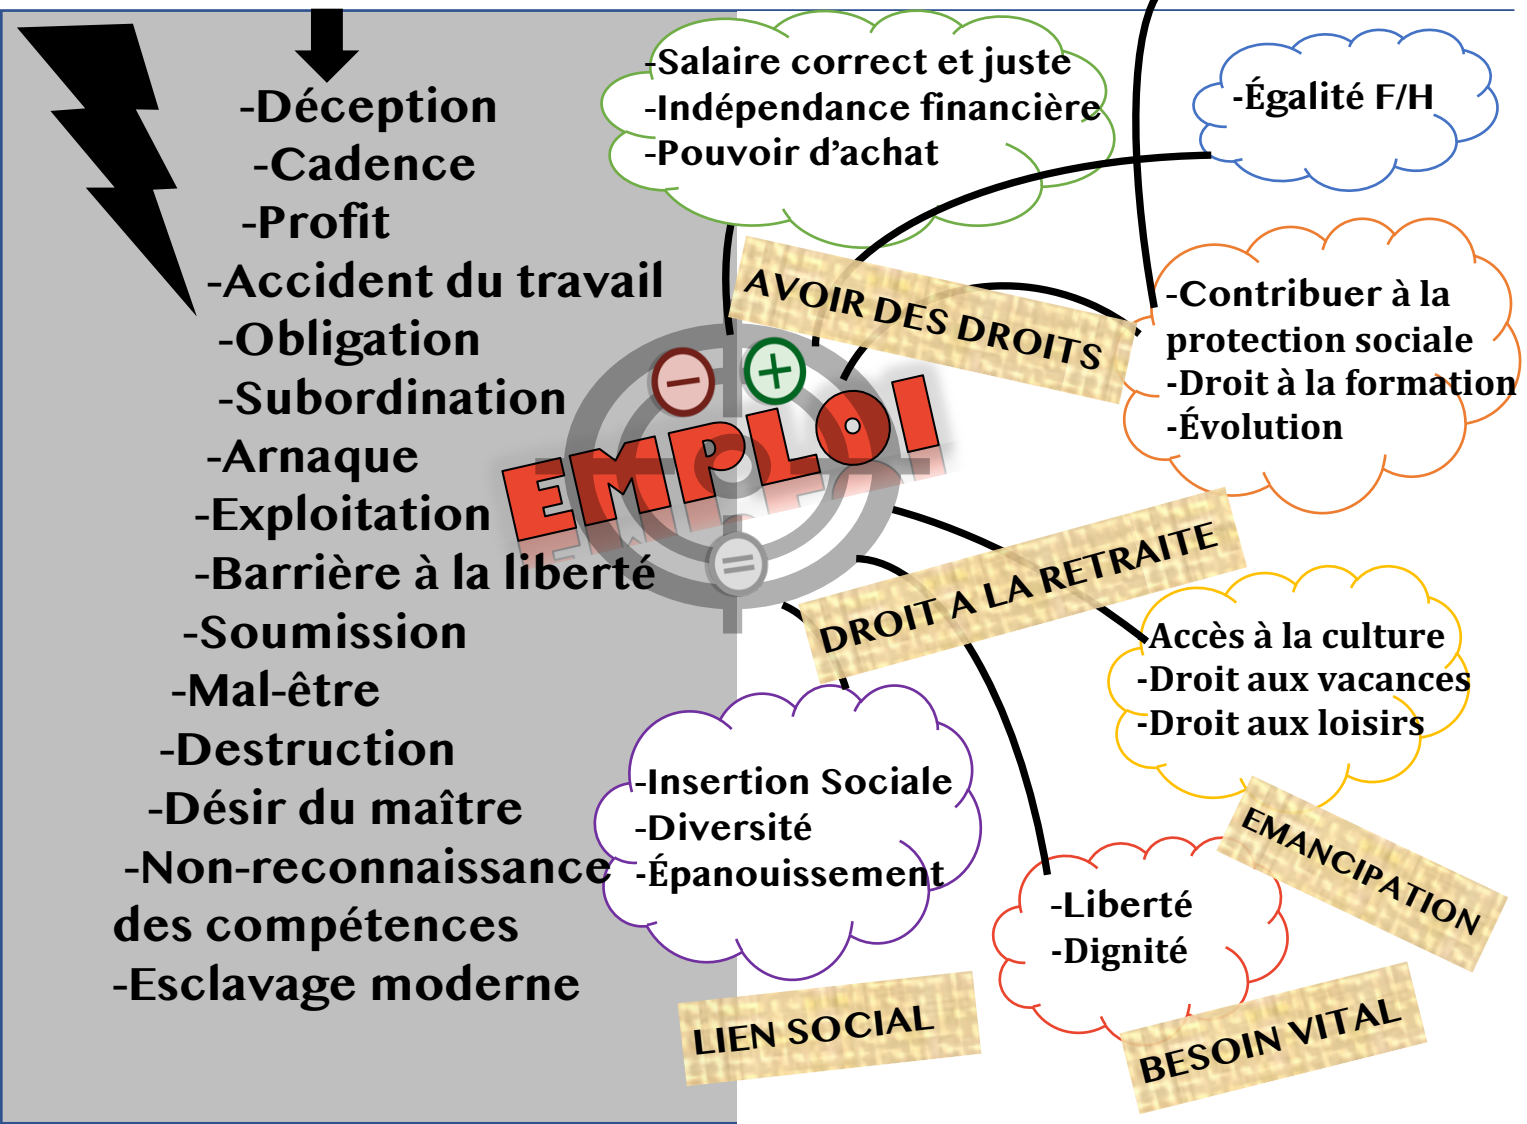 -Déception
-Cadence
-Profit
-Accident du travail
-Obligation
-Subordination
-Arnaque
-Exploitation
-Barrière à la liberté
-Soumission
-Mal-être
-Destruction
-Désir du maître
-Non-reconnaissance
des compétences
-Esclavage moderne
EMPLOI
-Salaire correct et juste
-Indépendance financière
-Pouvoir d’achat
-Égalité F/H
AVOIR DES DROITS
-Contribuer à la
protection sociale
-Droit à la formation
-Évolution
DROIT A LA RETRAITE
Accès à la culture
-Droit aux vacances
-Droit aux loisirs
-Insertion Sociale
-Diversité
-Épanouissement
EMANCIPATION
-Liberté
-Dignité
LIEN SOCIAL
BESOIN VITAL